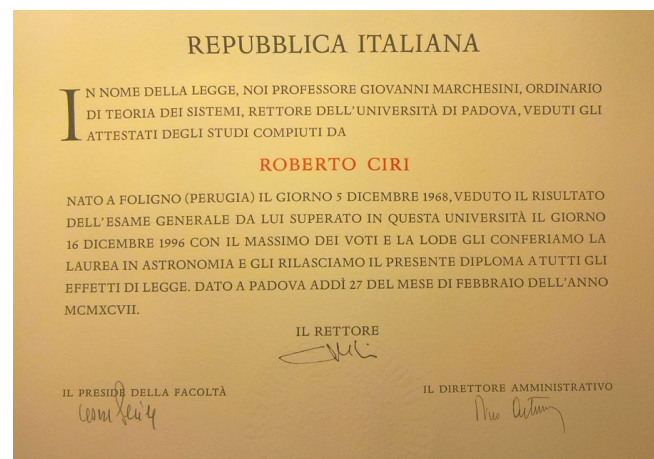 REPUBBLICA ITALIANA
IN NOME DELLA LEGGE, NOI PROFESSORE GIOVANNI MARCHESINI, ORDINARIO
DI TEORIA DEI SISTEMI, RETTORE DELL'UNIVERSITÀ DI PADOVA, VEDUTI GLI
ATTESTATI DEGLI STUDI COMPIUTI DA
ROBERTO CIRI
NATO A FOLIGNO (PERUGIA) IL GIORNO 5 DICEMBRE 1968, VEDUTO IL RISULTATO
DELL'ESAME GENERALE DA LUI SUPERATO IN QUESTA UNIVERSITÀ IL GIORNO
16 DICEMBRE 1996 CON IL MASSIMO DEI VOTI E LA LODE GLI CONFERIAMO LA
LAUREA IN ASTRONOMIA E GLI RILASCIAMO IL PRESENTE DIPLOMA A TUTTI GLI
EFFETTI DI LEGGE. DATO A PADOVA ADDÌ 27 DEL MESE DI FEBBRAIO DELL'ANNO
MCMXCVII.
IL RETTORE
IL PRESIDE DELLA FACOLTÀ
IL DIRETTORE AMMINISTRATIVO